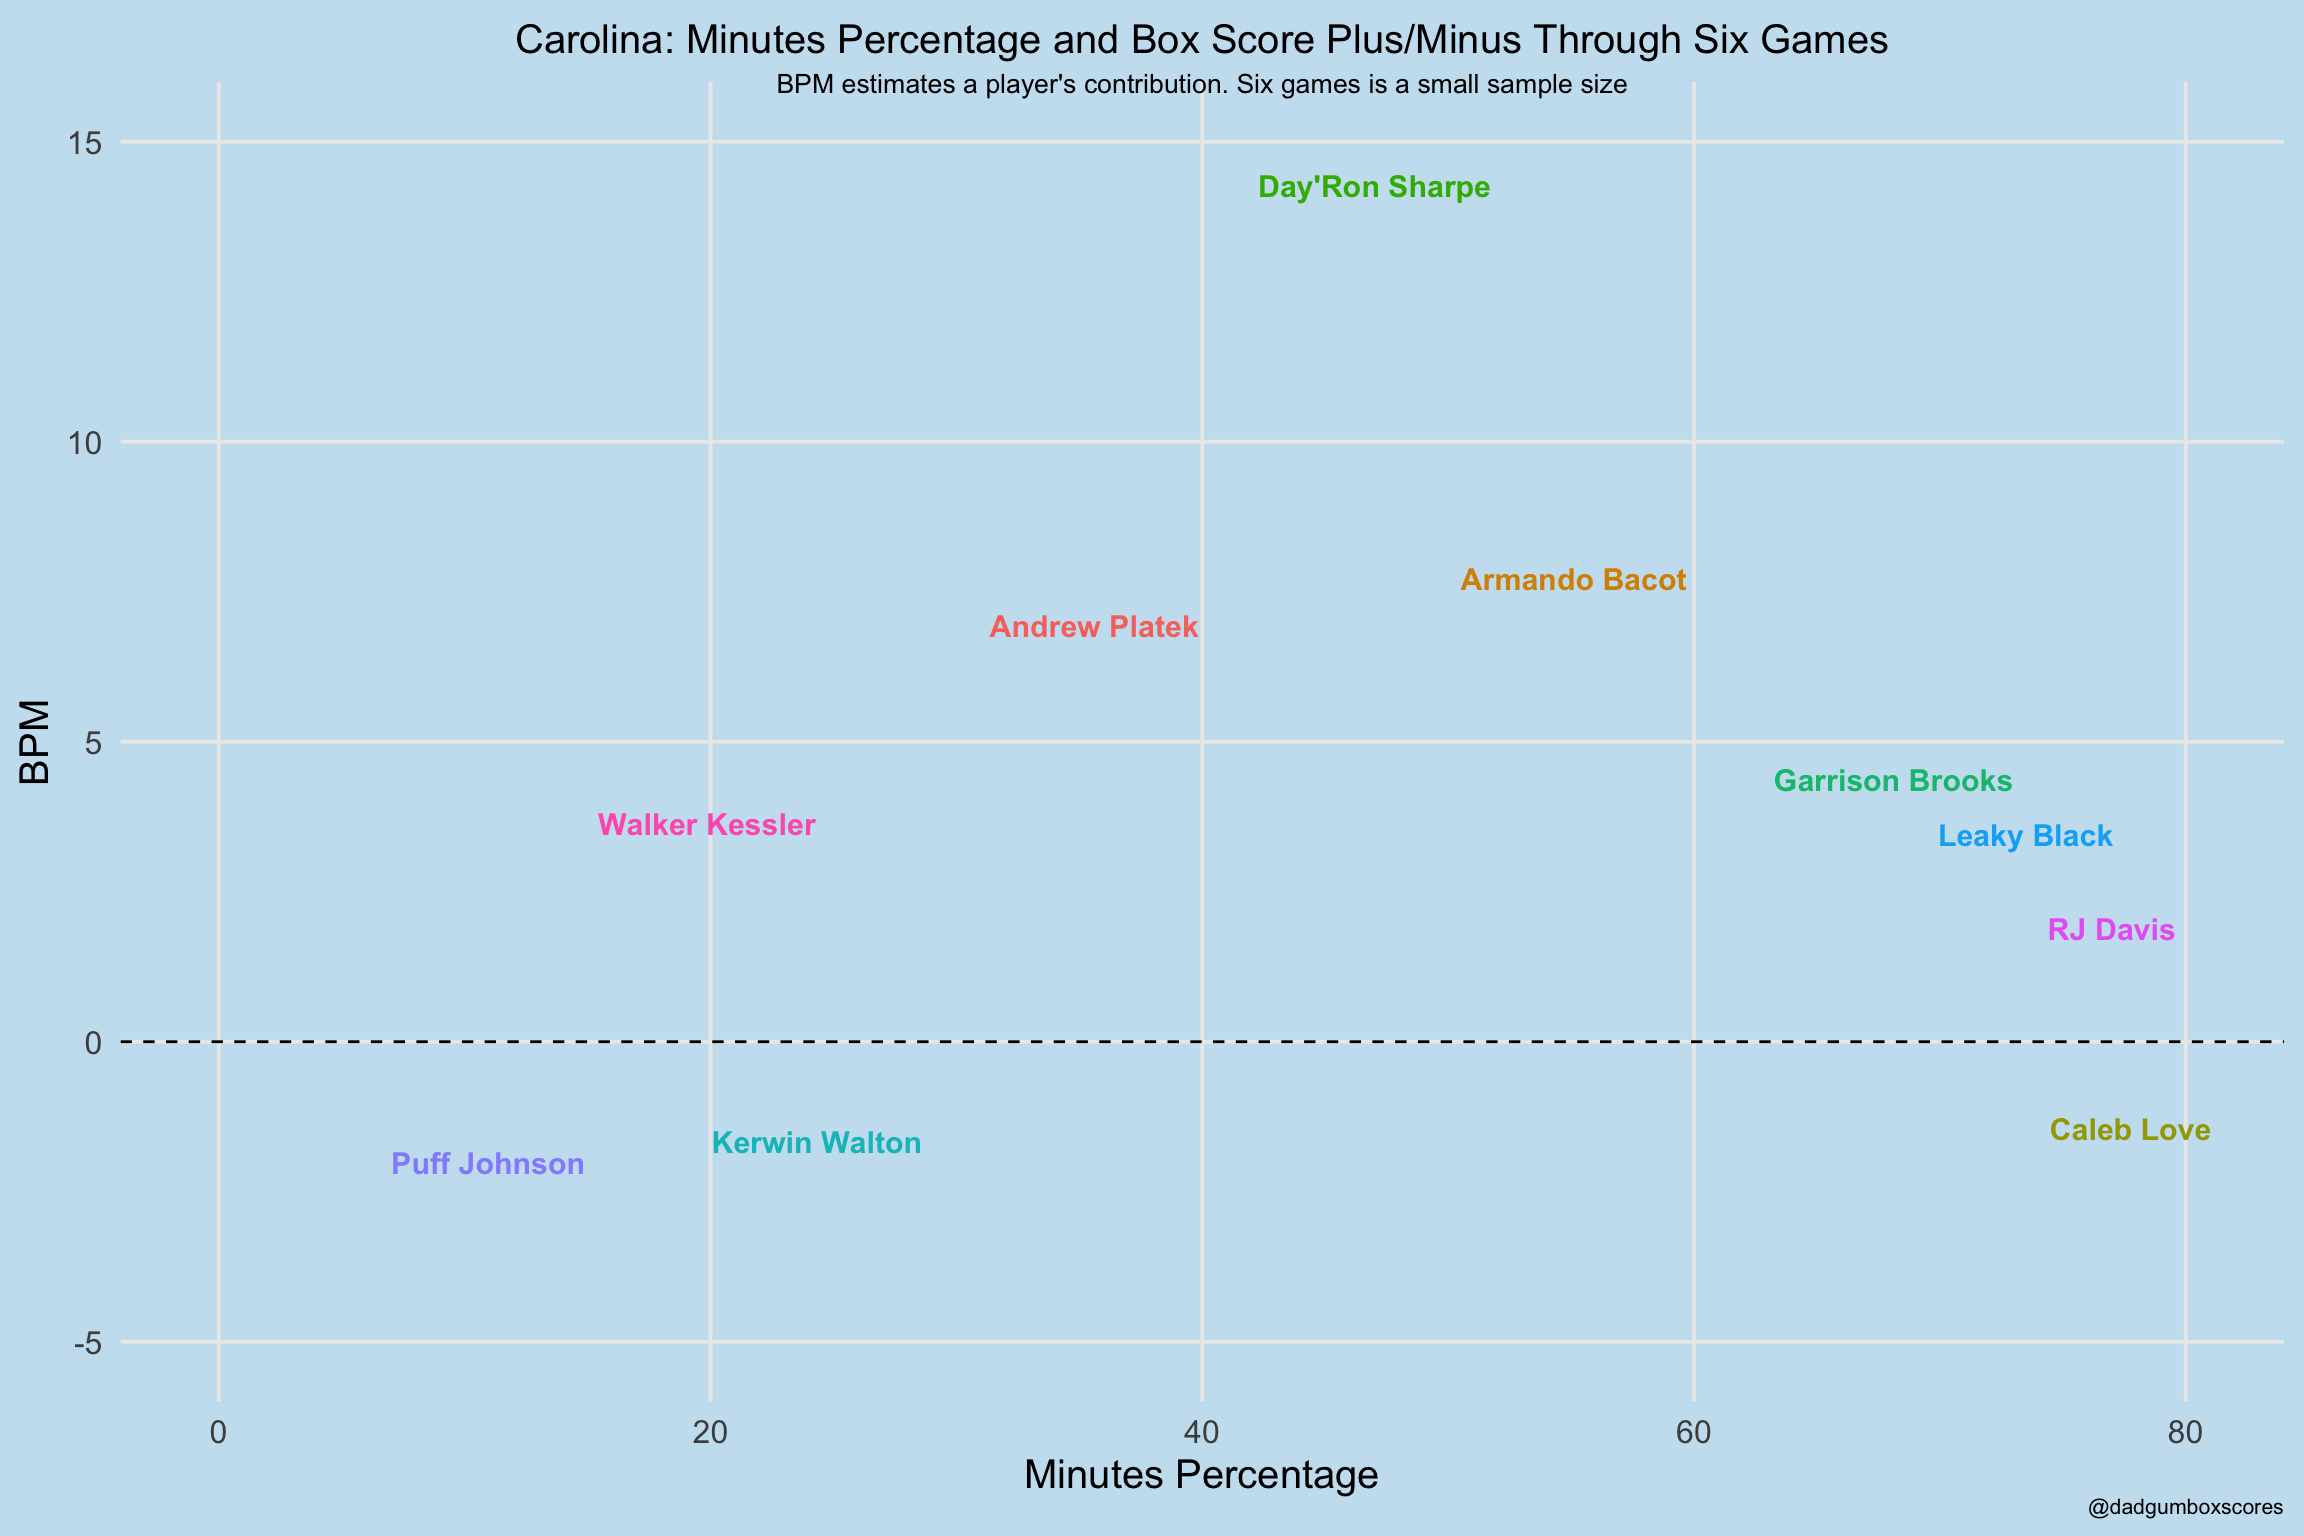 Carolina: Minutes Percentage and Box Score Plus/Minus Through Six Games
BPM estimates a player's contribution. Six games is a small sample size
15
Day'Ron Sharpe
10
Armando Bacot
Andrew Platek
BPM
5
Garrison Brooks
Walker Kessler
Leaky Black
RJ Davis
0
Caleb Love
Kerwin Walton
Puff Johnson
-5
0 20 40 60 80
Minutes Percentage
@dadgumboxscores